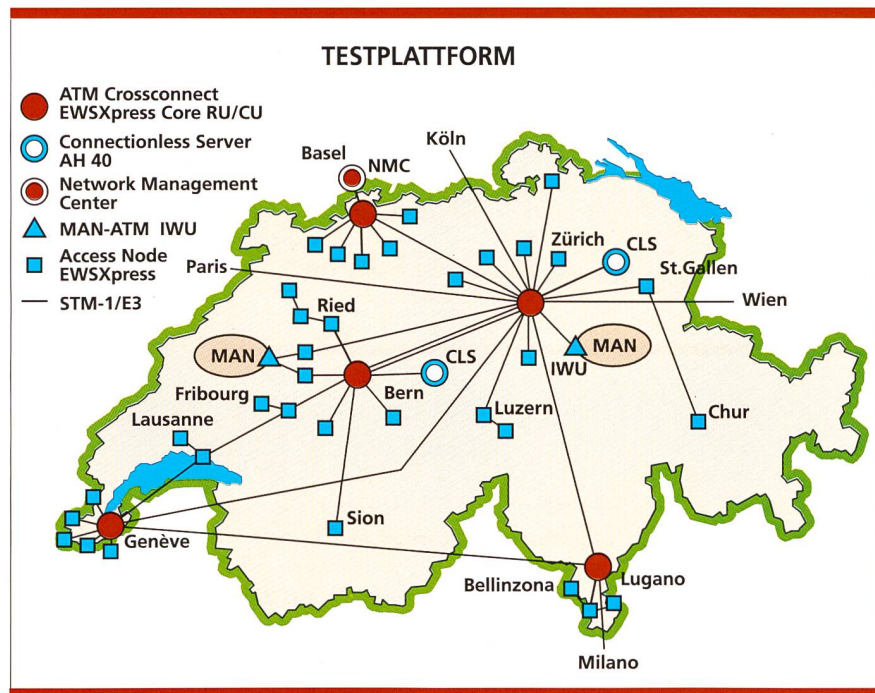 TESTPLATTFORM
ATM Crossconnect
EWSXpress Core RU/CU
Connectionless Server
AH 40
Network Management
Center
MAN-ATM IWU
Access Node
EWSXpress
STM-1/E3
Köln
Basel
NMC
Zürich
CLS
St.Gallen
Paris
Wien
Ried
MAN
CLS
IWU
MAN
Fribourg
Bern
Luzern
Chur
Lausanne
Sion
Genève
Bellinzona
Lugano
Milano